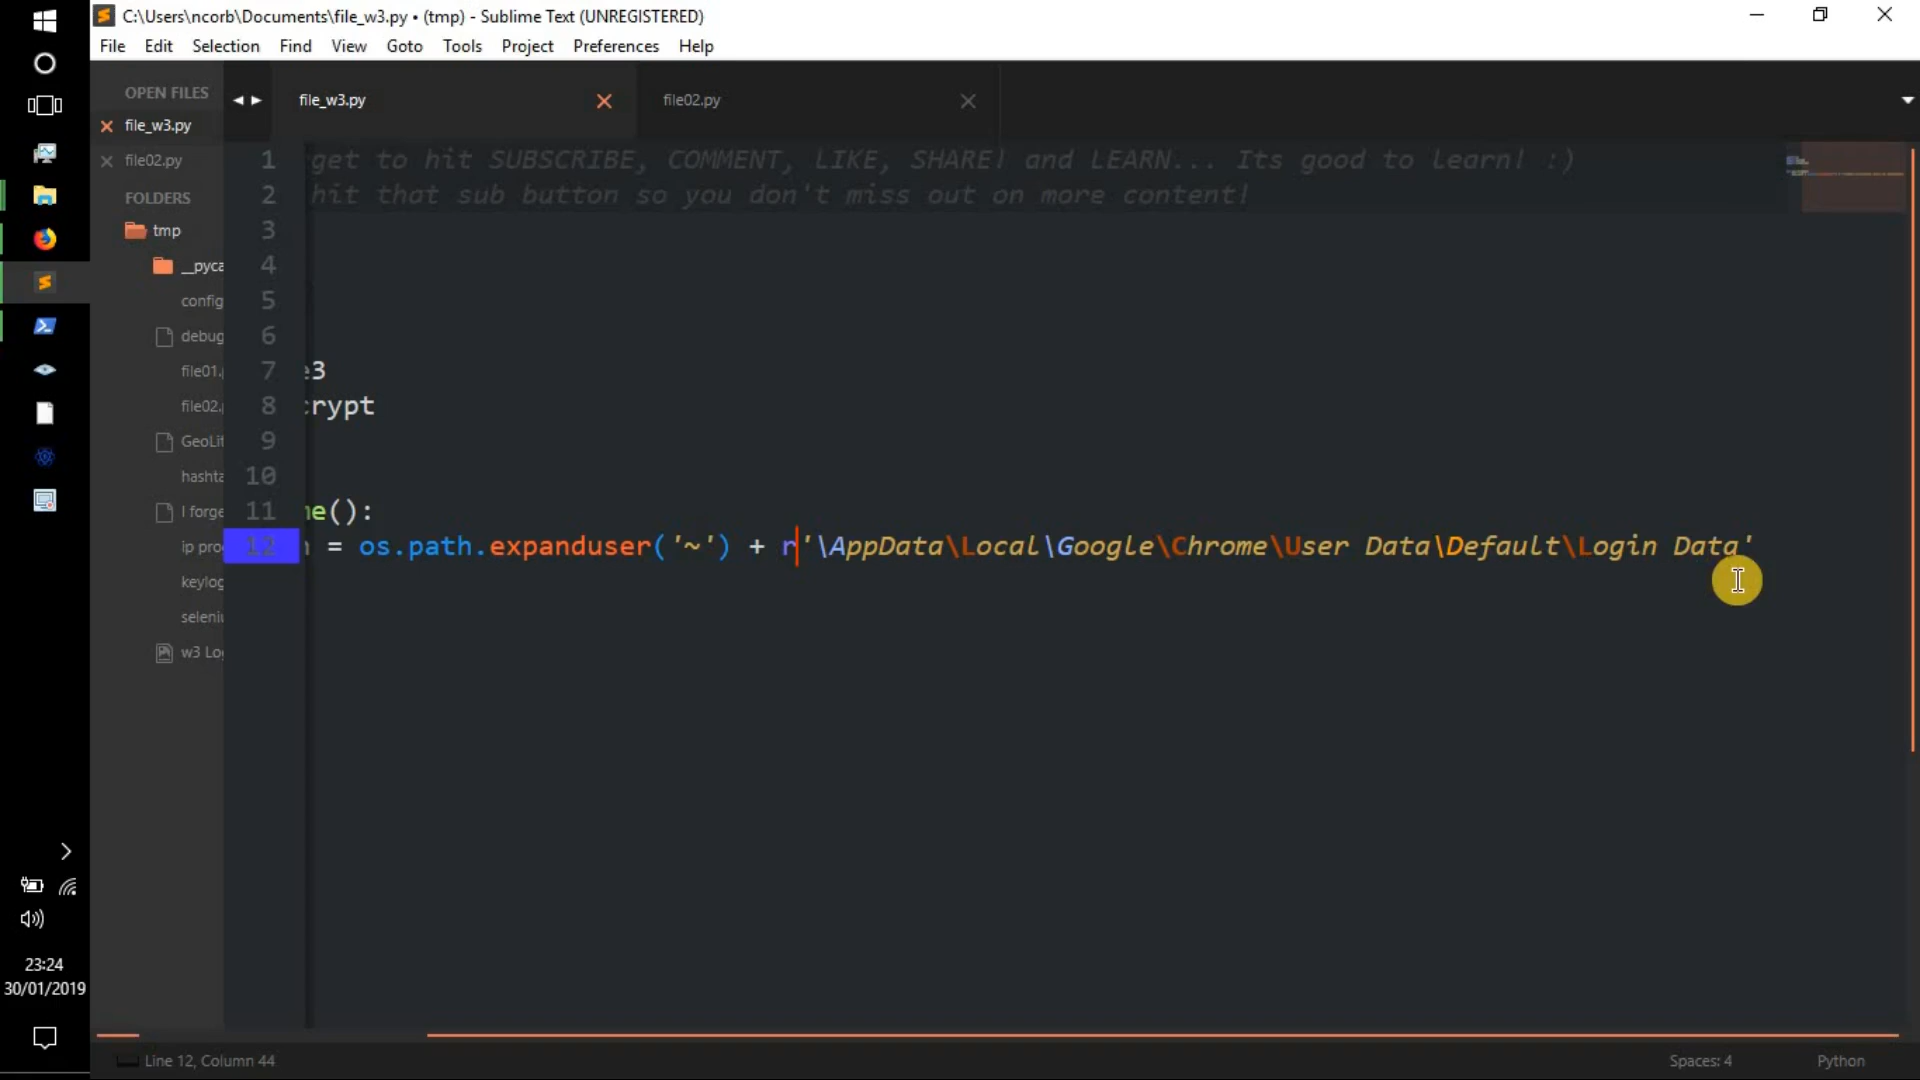 C:\Users\ncorb\Documents\file_w3.py • (tmp) - Sublime Text (UNREGISTERED)
File Edit Selection Find View Goto Tools Project Preferences Help
OPEN FILES
file_w3.py
file02.py
FOLDERS
tmp
__pyca
config
debug
file01.
file02.
GeoLit
hashta
I forge
ip pro
keylog
seleni
w3 Lo
file_w3.py
file02.py
1 get to hit SUBSCRIBE, COMMENT, LIKE, SHARE! and LEARN... Its good to learn! :)
2 hit that sub button so you don't miss out on more content!
3
4
5
6
7 e3
8 crypt
9
10
11 me():
12 = os.path.expanduser('~') + r'\AppData\Local\Google\Chrome\User Data\Default\Login Data'
23:24
30/01/2019
Line 12, Column 44
Spaces: 4
Python